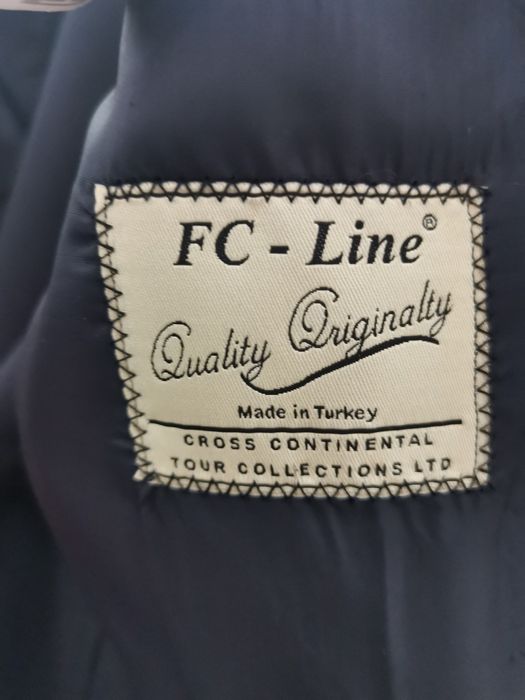 FC - Line®
Quality Originalty
Made in Turkey
CROSS CONTINENTAL
TOUR COLLECTIONS LTD